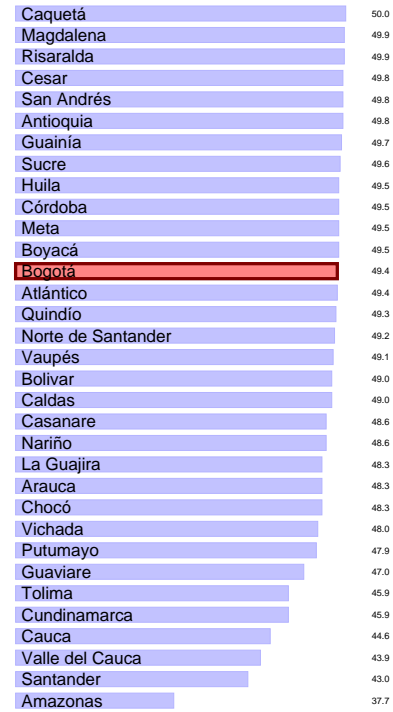 Caquetá 50.0
Magdalena 49.9
Risaralda 49.9
Cesar 49.8
San Andrés 49.8
Antioquia 49.8
Guainía 49.7
Sucre 49.6
Huila 49.5
Córdoba 49.5
Meta 49.5
Boyacá 49.5
Bogotá 49.4
Atlántico 49.4
Quindío 49.3
Norte de Santander 49.2
Vaupés 49.1
Bolivar 49.0
Caldas 49.0
Casanare 48.6
Nariño 48.6
La Guajira 48.3
Arauca 48.3
Chocó 48.3
Vichada 48.0
Putumayo 47.9
Guaviare 47.0
Tolima 45.9
Cundinamarca 45.9
Cauca 44.6
Valle del Cauca 43.9
Santander 43.0
Amazonas 37.7